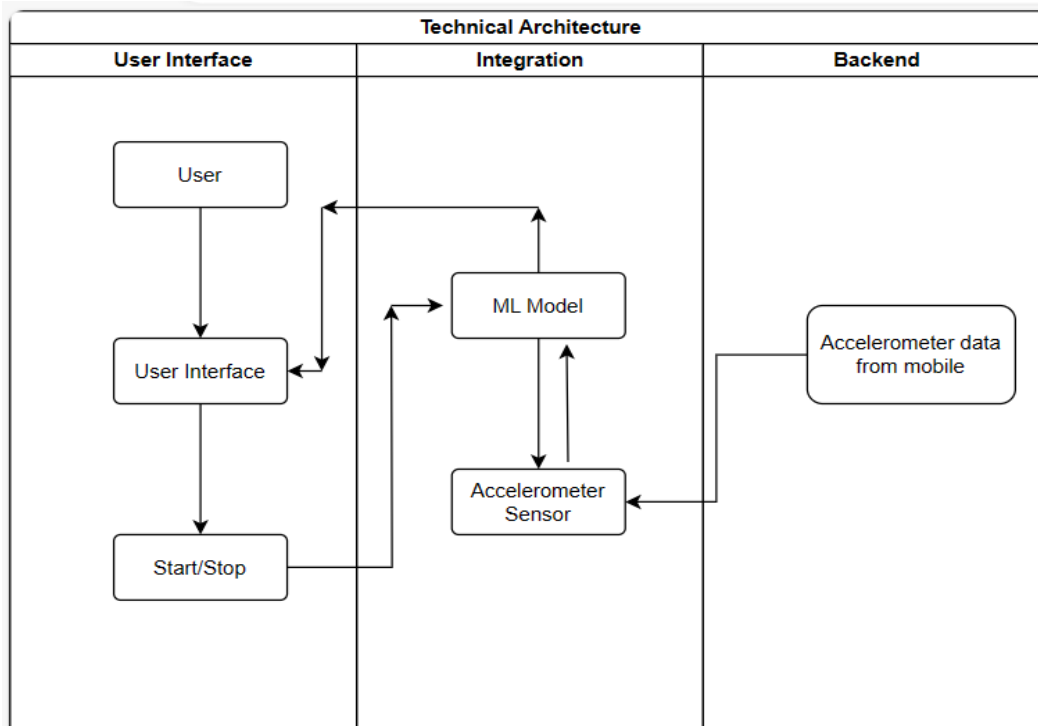 Technical Architecture
User Interface
Integration
Backend
User
ML Model
Accelerometer data
from mobile
User Interface
Accelerometer
Sensor
Start/Stop